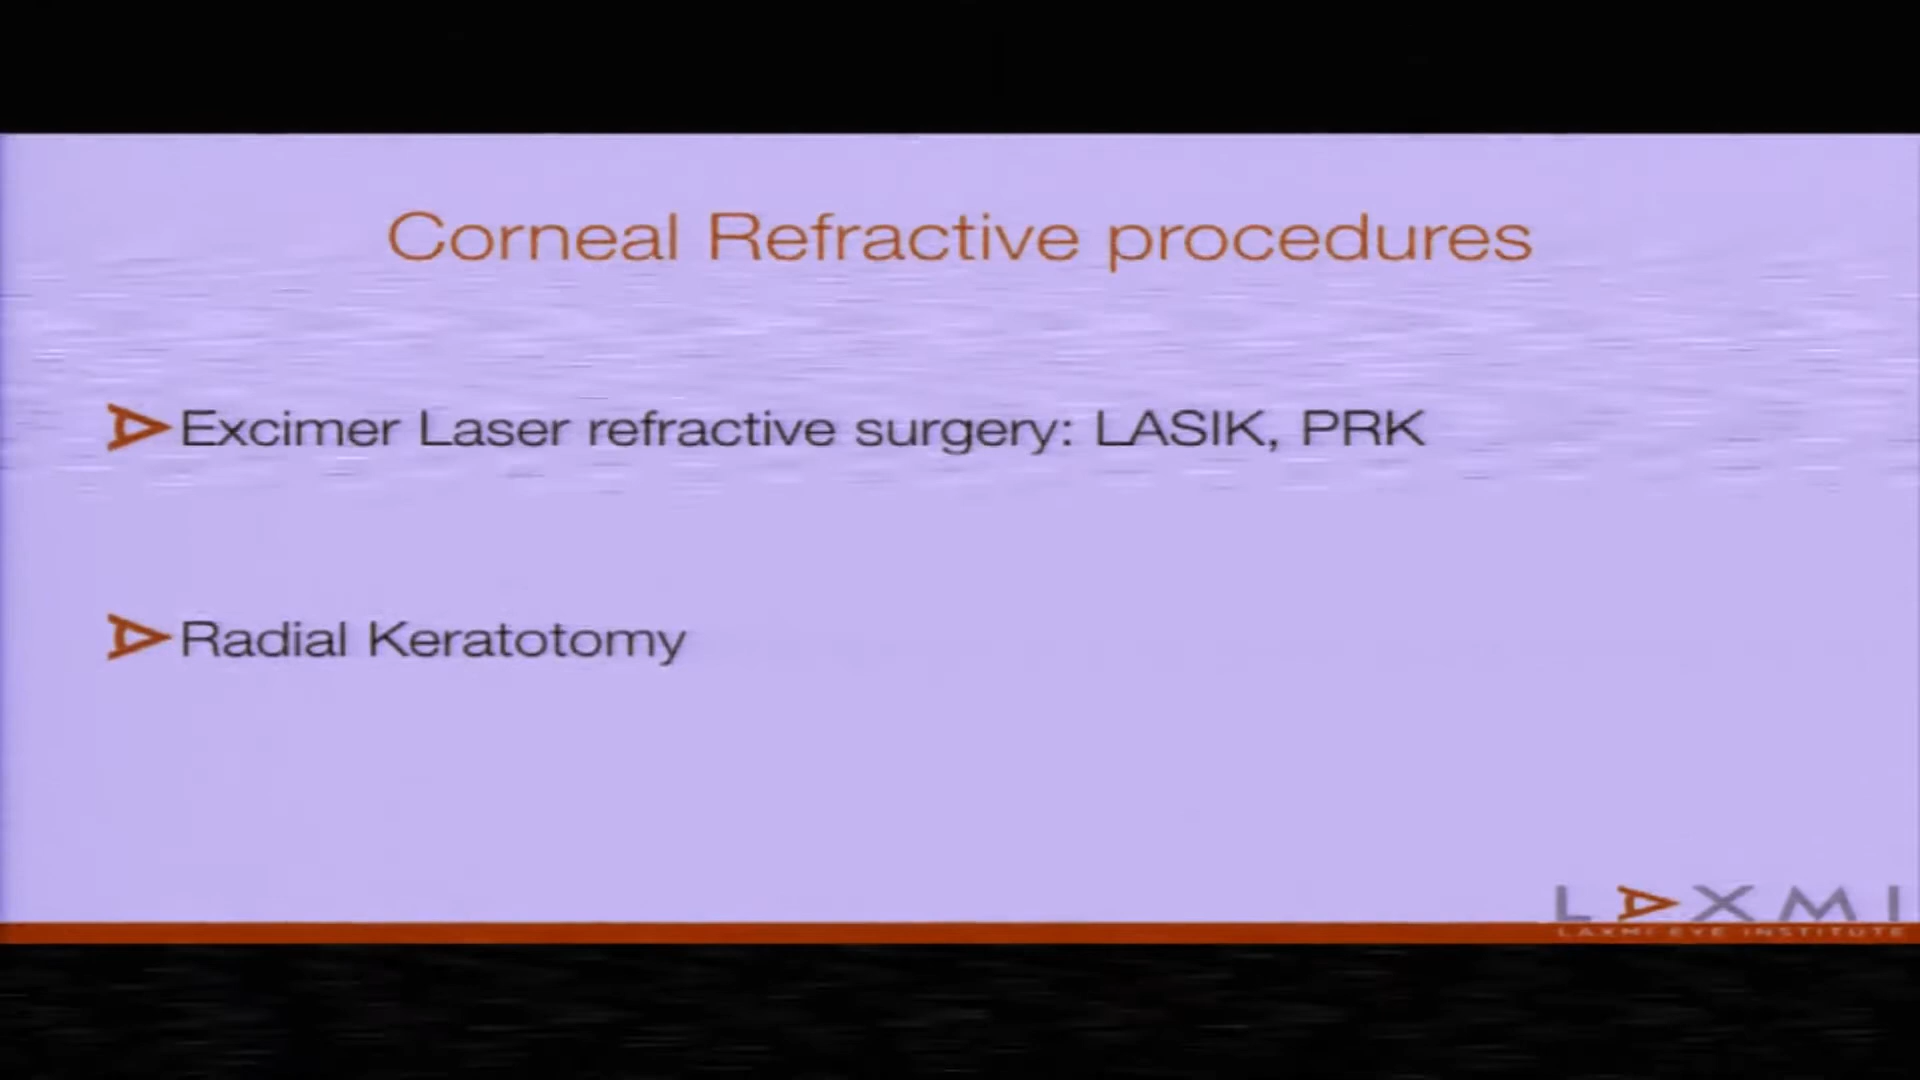 Corneal Refractive procedures
Excimer Laser refractive surgery: LASIK, PRK
Radial Keratotomy
LAXMI
LAXMI EYE INSTITUTE